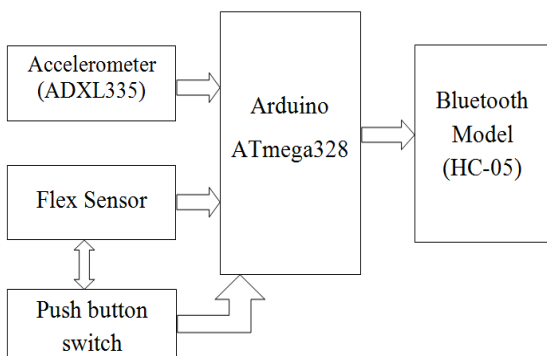 Accelerometer
(ADXL335)
Flex Sensor
Push button
switch
Arduino
ATmega328
Bluetooth
Model
(HC-05)